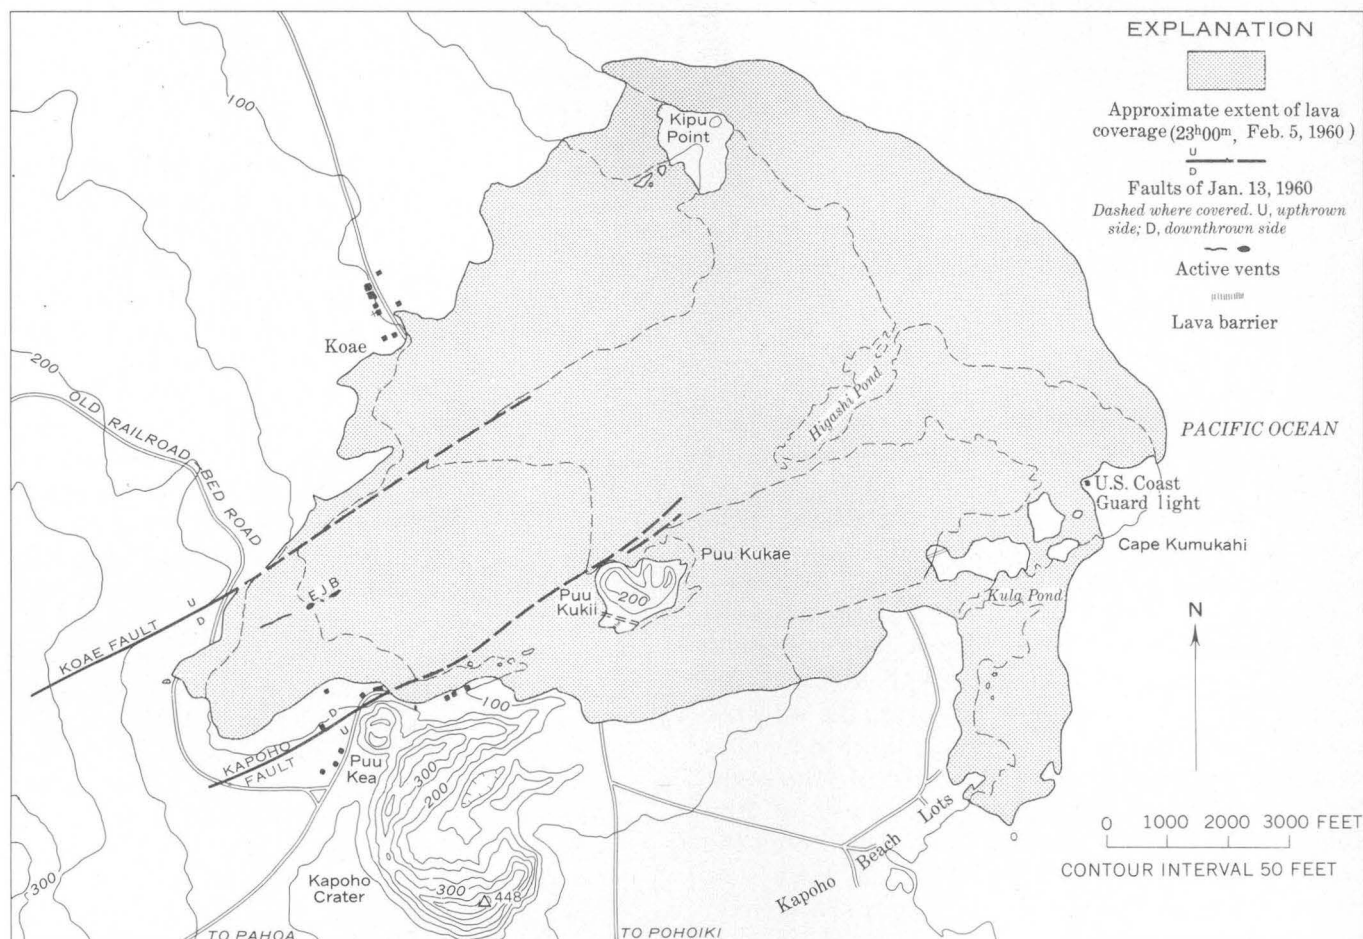 EXPLANATION
Approximate extent of lava
coverage (23h00m, Feb. 5, 1960)
U
D
Faults of Jan. 13, 1960
Dashed where covered. U, upthrown
side; D, downthrown side
Active vents
Lava barrier
Kipu
Point
100
Koae
200
OLD RAILROAD-BED ROAD
Higashi Pond
PACIFIC OCEAN
U.S. Coast
Guard light
Cape Kumukahi
Puu Kukae
Puu
Kukii
200
Kula Pond
E J B
U
D
KOAE FAULT
N
100
D
U
KAPOHO
FAULT
Puu
Kea
300
200
Kapoho Beach Lots
0 1000 2000 3000 FEET
CONTOUR INTERVAL 50 FEET
300
Kapoho
Crater
300
448
TO PAHOA
TO POHOIKI